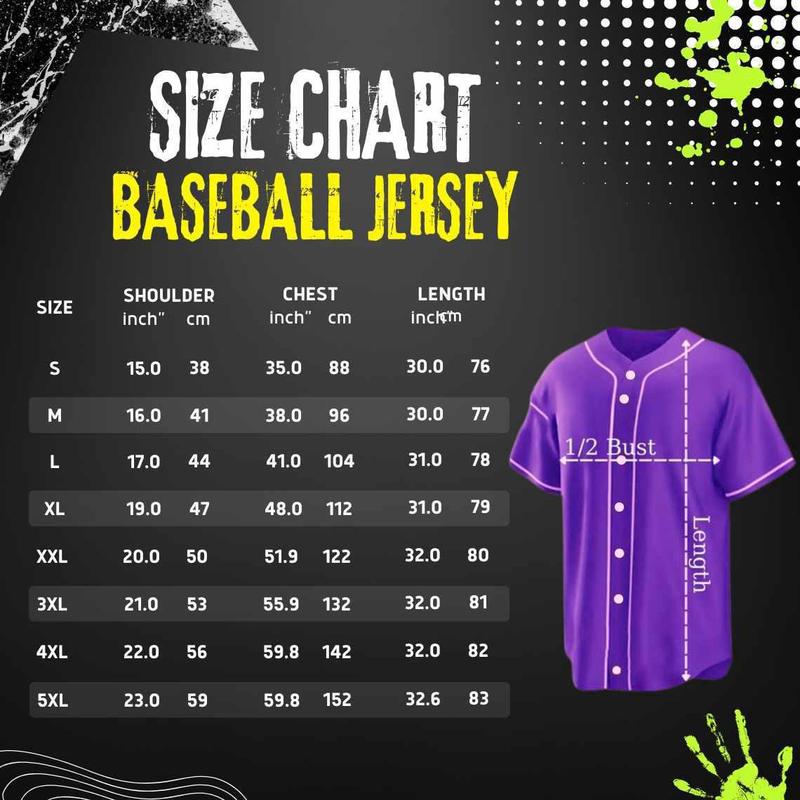 SIZE CHART
BASEBALL JERSEY
SIZE SHOULDER CHEST LENGTH
inch" cm inch" cm inch" cm
S 15.0 38 35.0 88 30.0 76
M 16.0 41 38.0 96 30.0 77
L 17.0 44 41.0 104 31.0 78
XL 19.0 47 48.0 112 31.0 79
XXL 20.0 50 51.9 122 32.0 80
3XL 21.0 53 55.9 132 32.0 81
4XL 22.0 56 59.8 142 32.0 82
5XL 23.0 59 59.8 152 32.6 83
1/2 Bust
Length